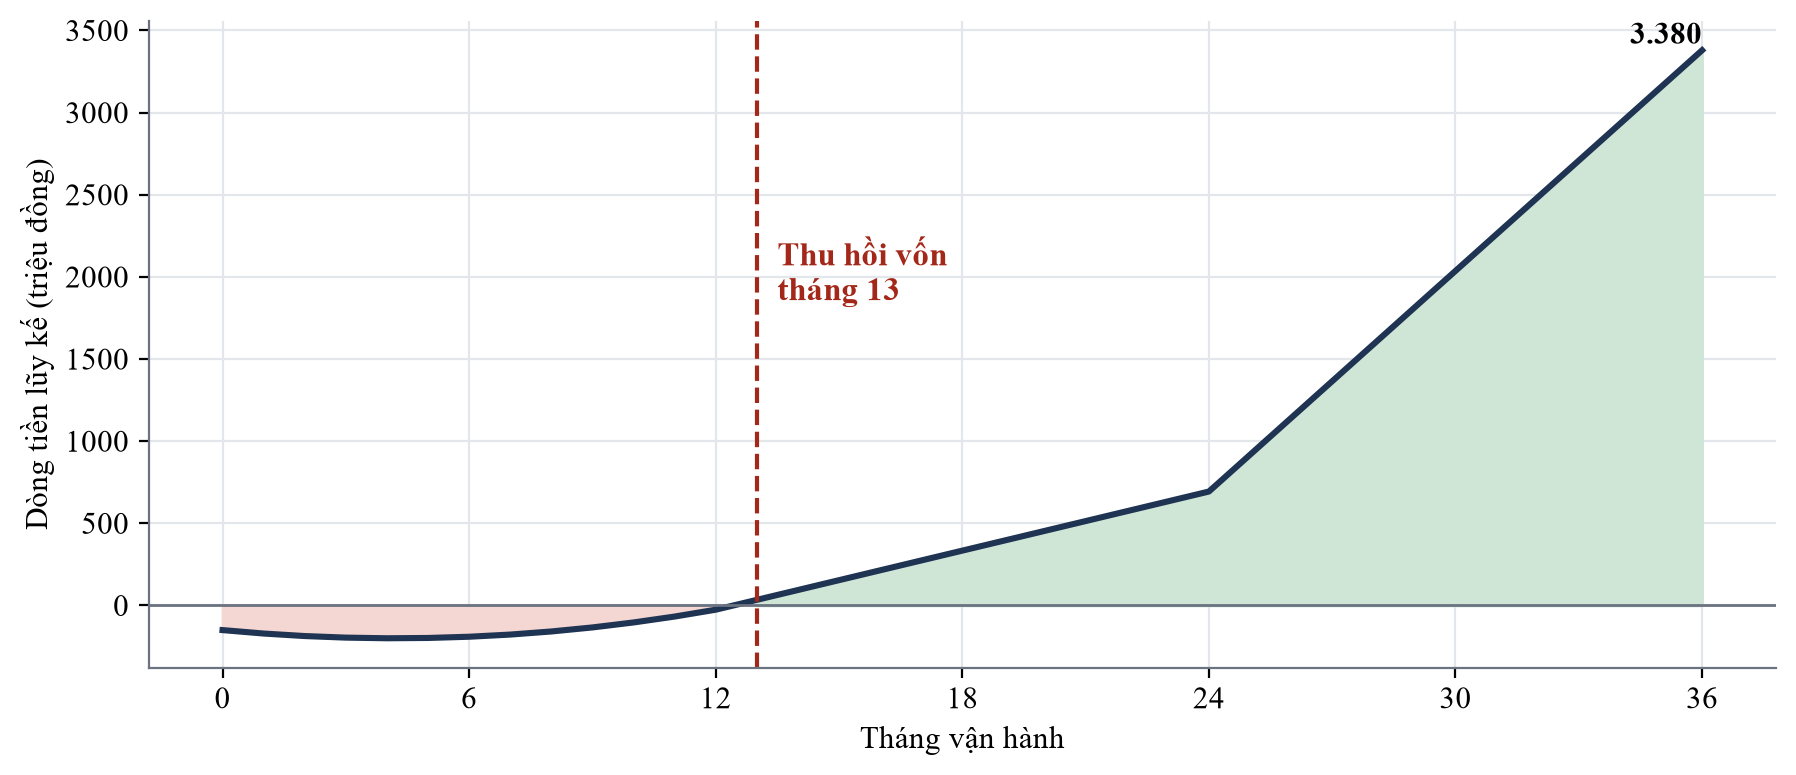 3500
3000
2500
2000
1500
1000
500
0
Dòng tiền lũy kế (triệu đồng)
3.380
Thu hồi vốn
tháng 13
0 6 12 18 24 30 36
Tháng vận hành